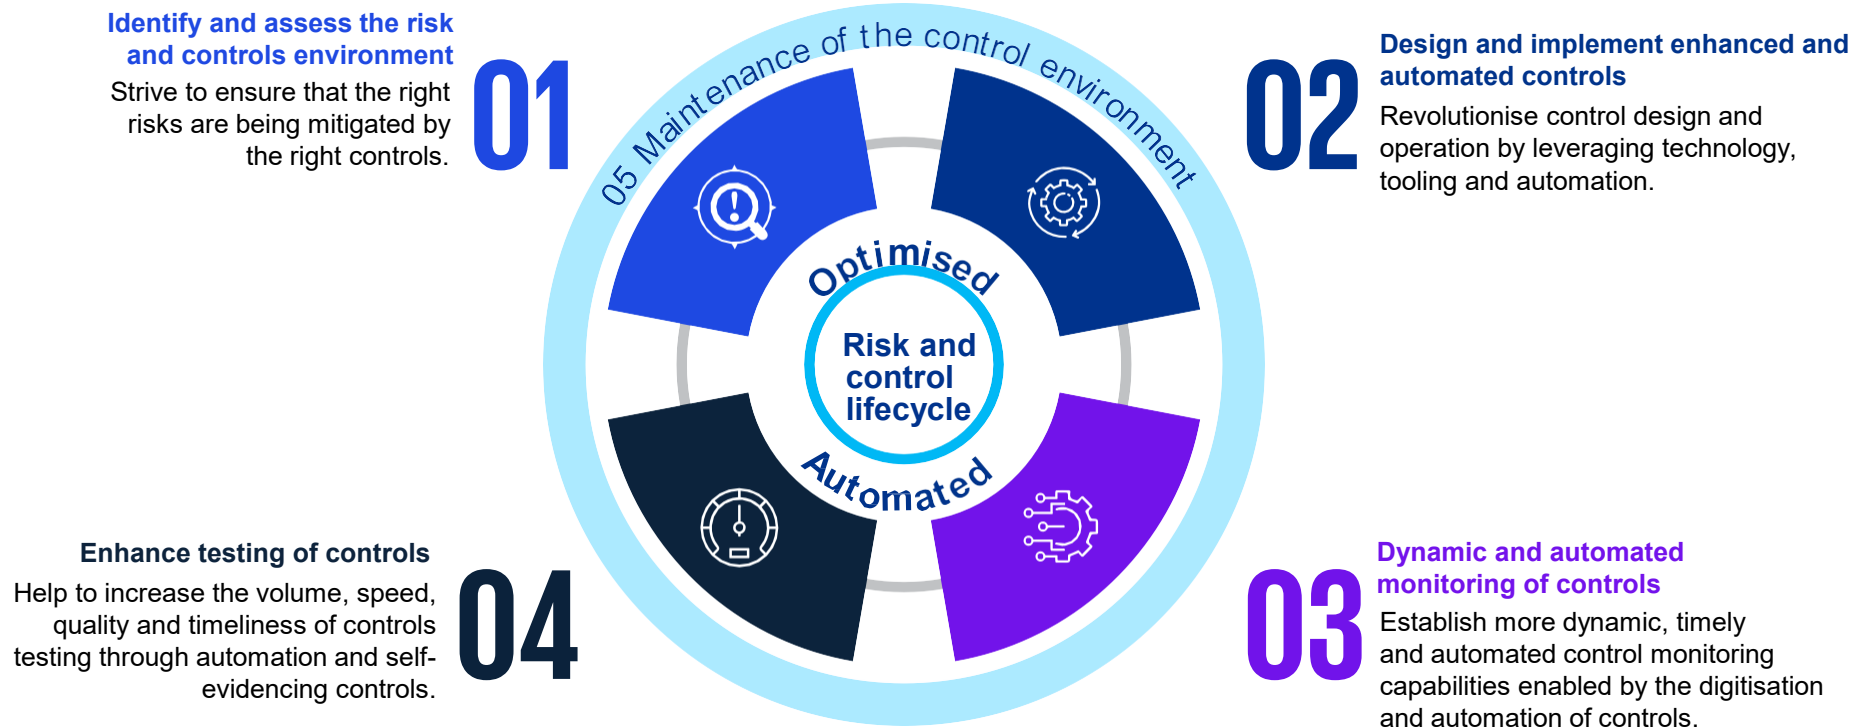 Identify and assess the risk
and controls environment
01
Strive to ensure that the right
risks are being mitigated by
the right controls.
05 Maintenance of the control environment
02
Design and implement enhanced and
automated controls
Revolutionise control design and
operation by leveraging technology,
tooling and automation.
Optimised
Risk and
control
lifecycle
Automated
Enhance testing of controls
04
Help to increase the volume, speed,
quality and timeliness of controls
testing through automation and self-
evidencing controls.
03
Dynamic and automated
monitoring of controls
Establish more dynamic, timely
and automated control monitoring
capabilities enabled by the digitisation
and automation of controls.